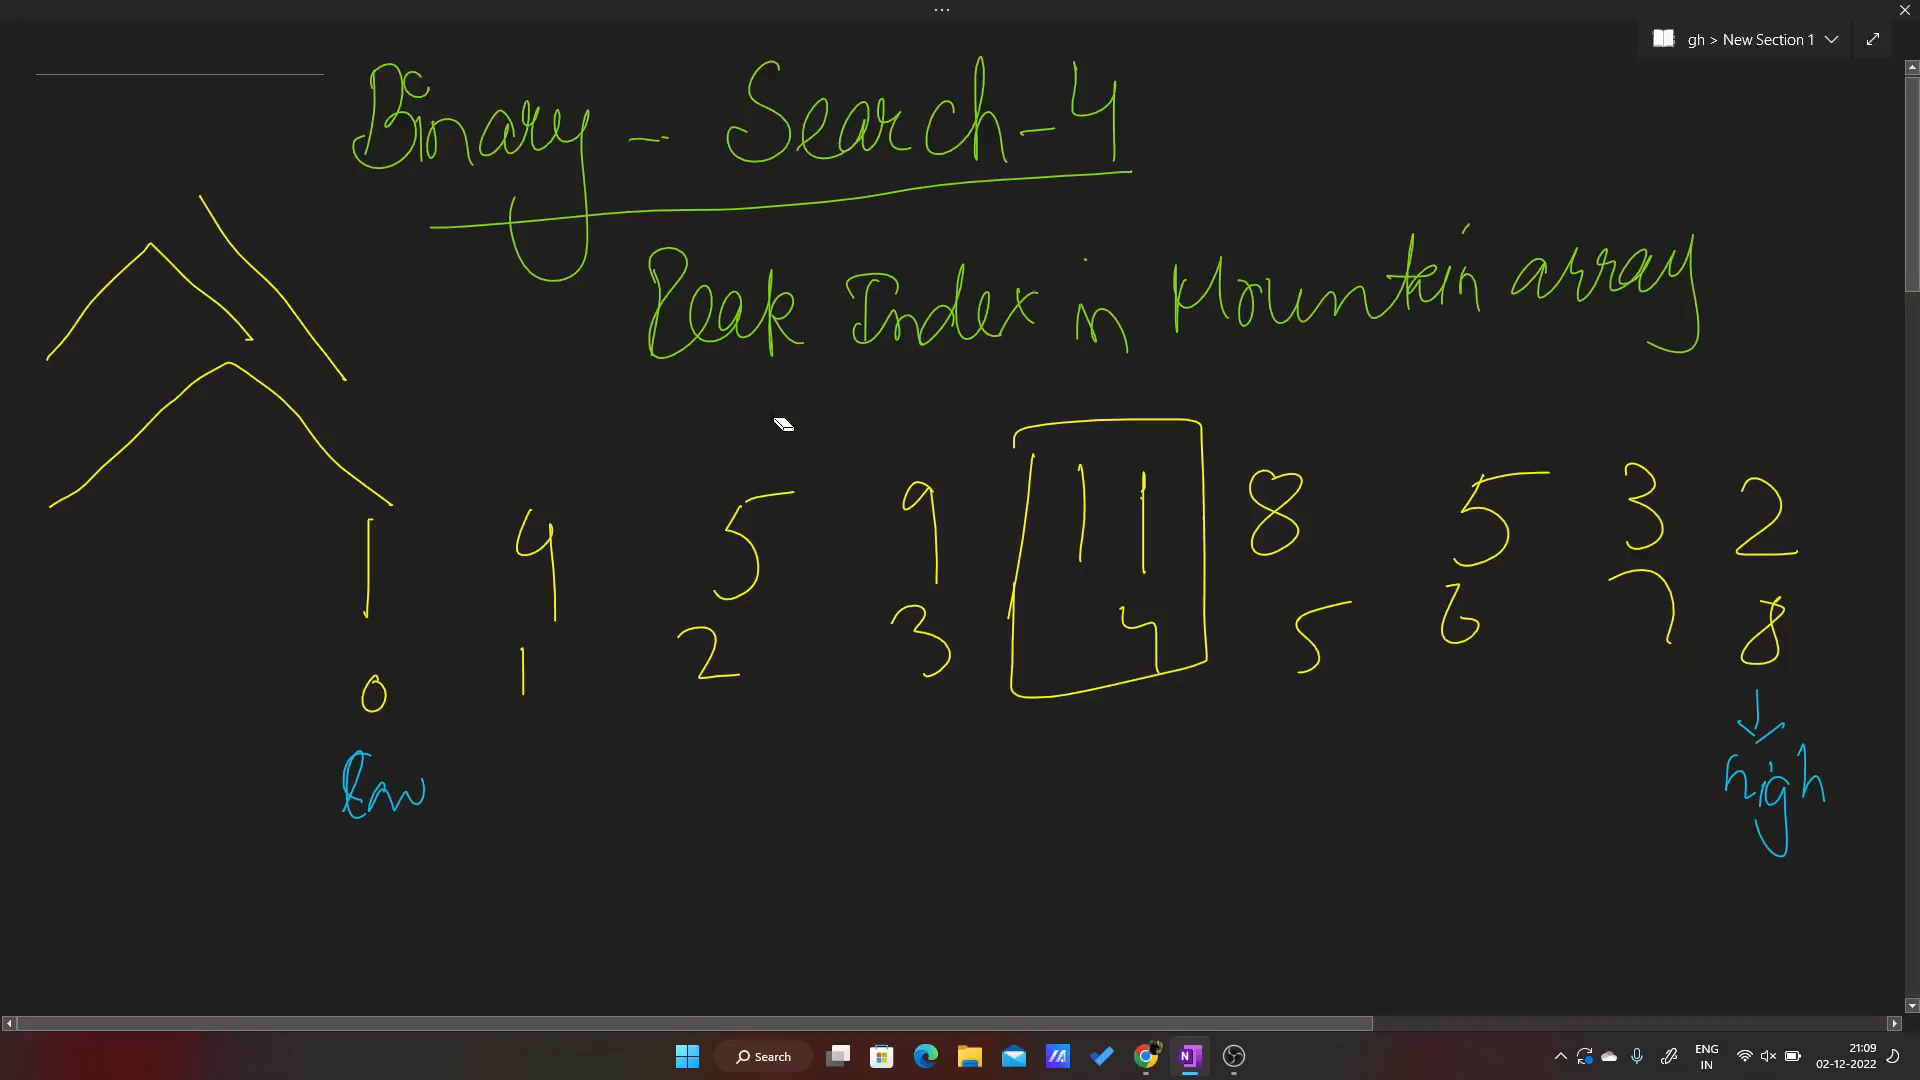 gh > New Section 1
Binary - Search - 4
Peak Index in Mountain array
1 4 5 9 11 8 5 3 2
0 1 2 3 4 5 6 7 8
low high
Search
ENG
IN
21:09
02-12-2022